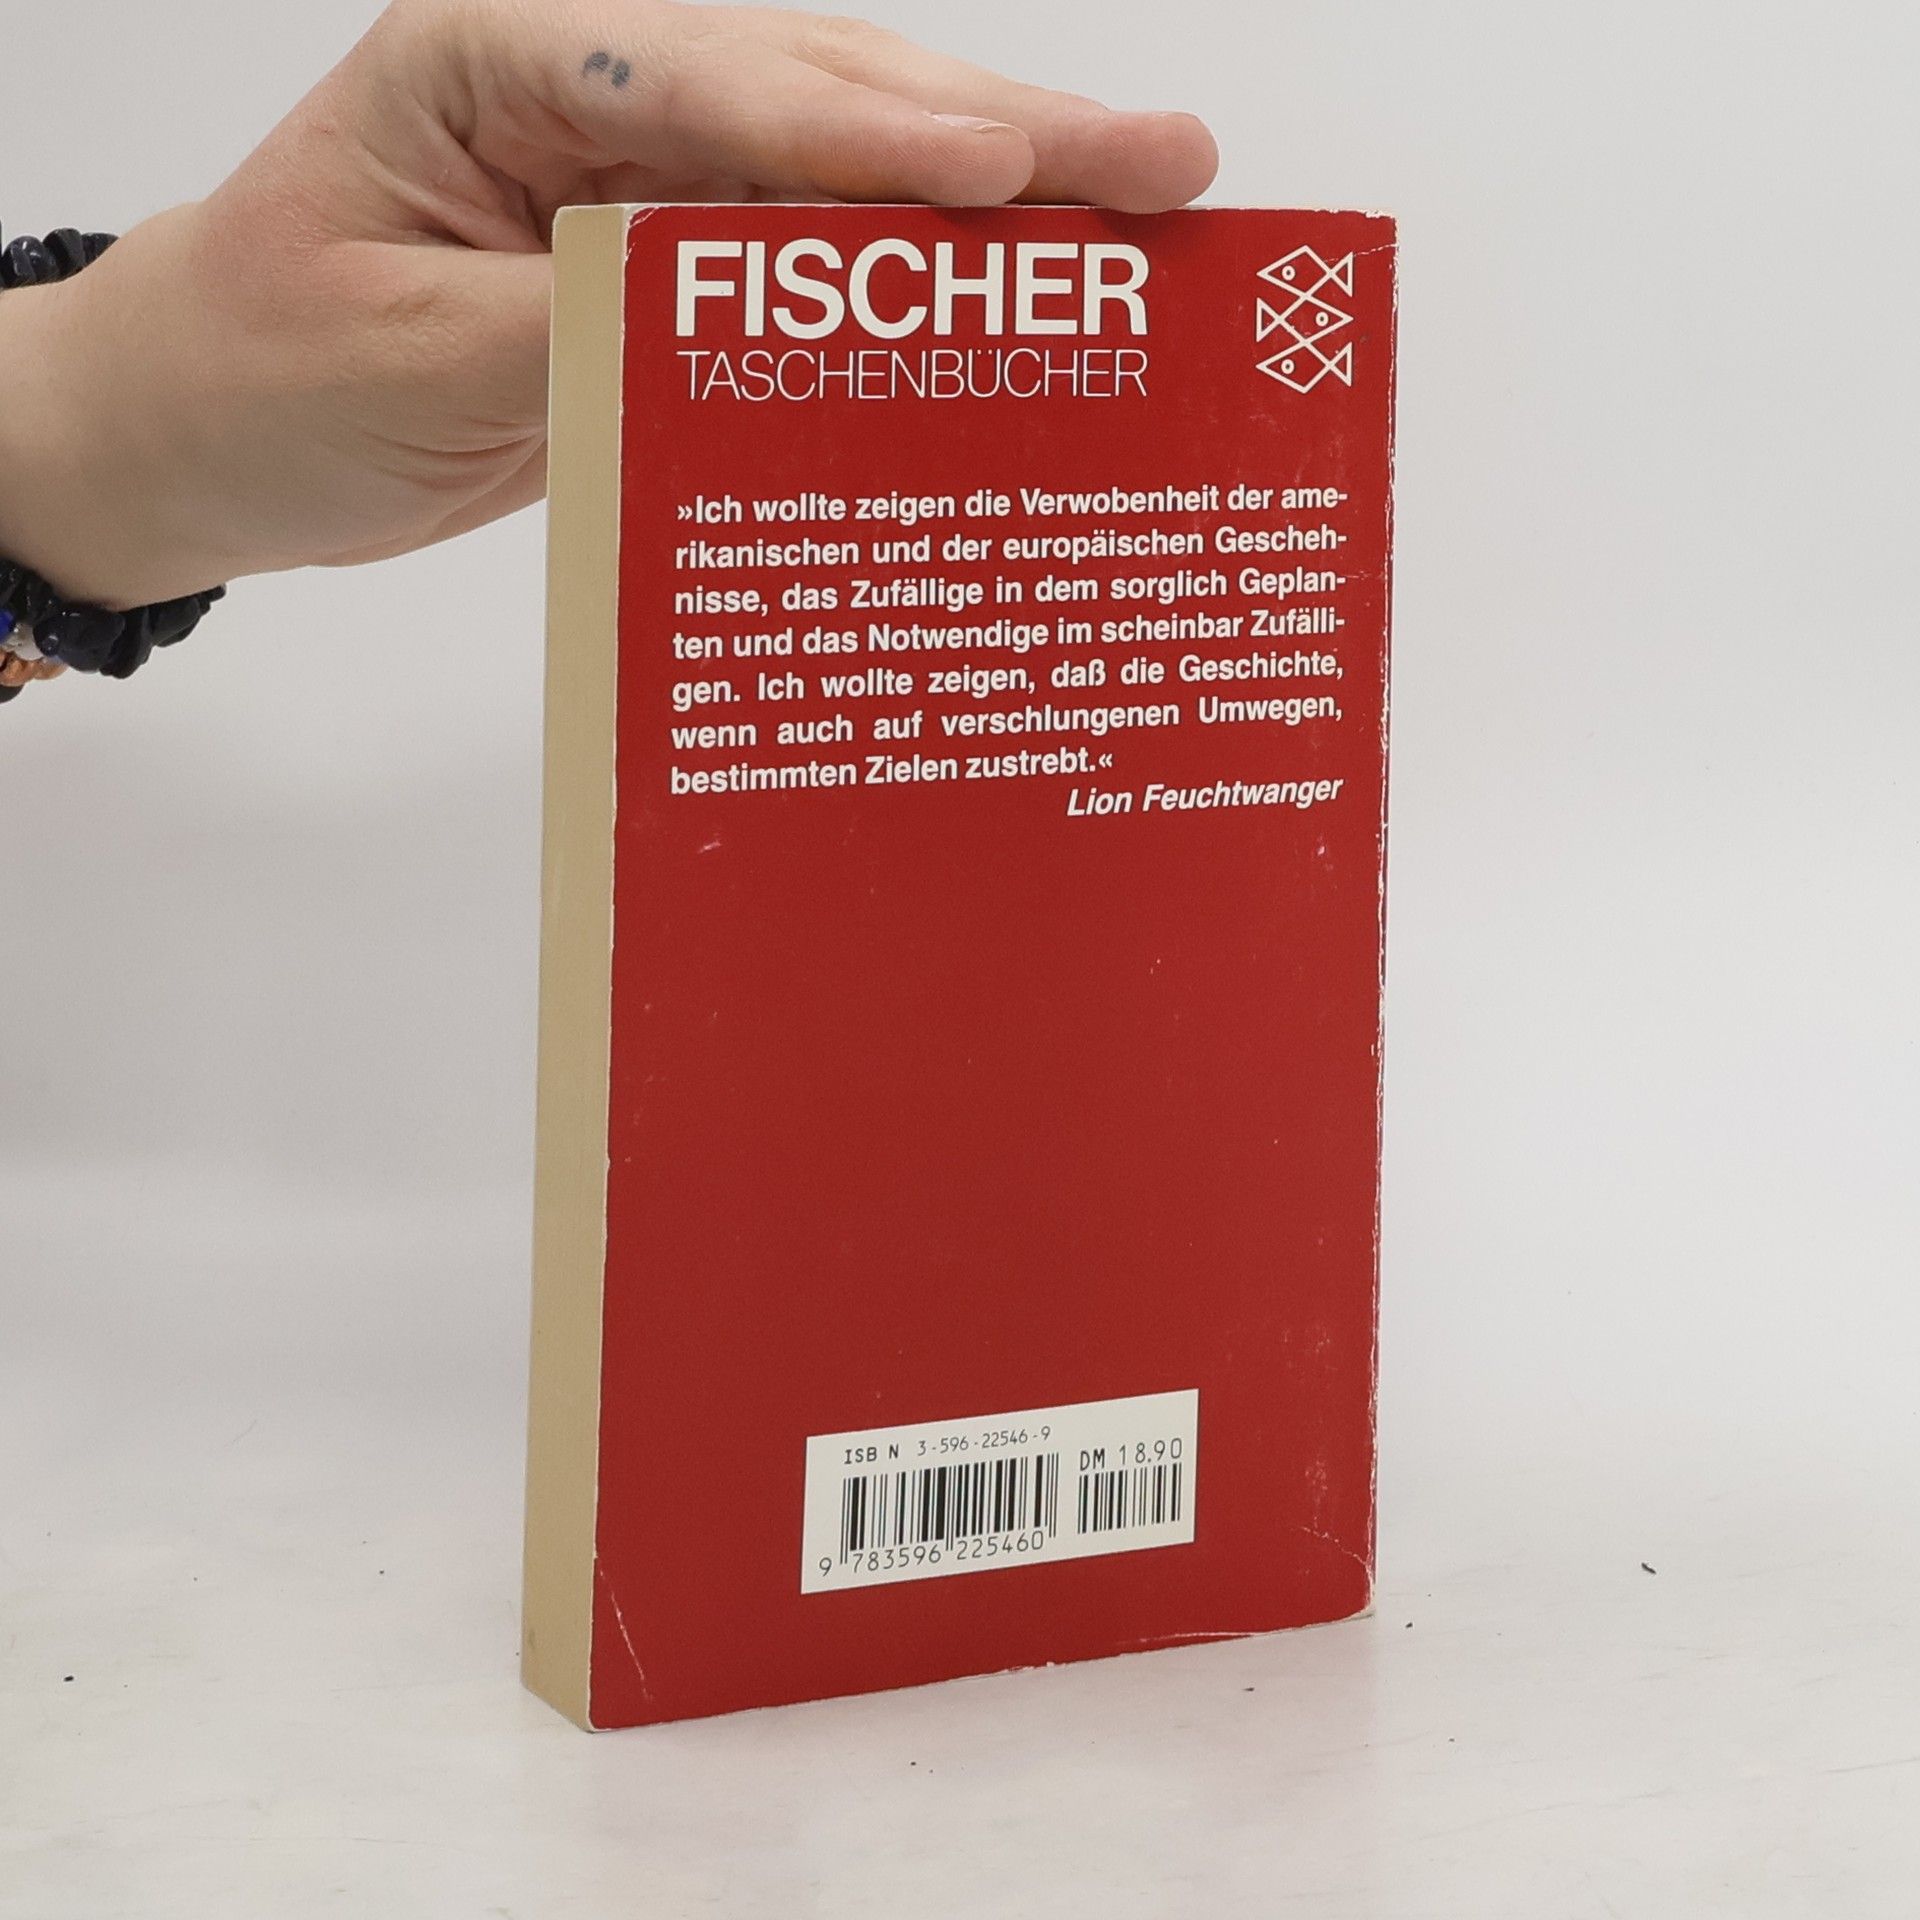 FISCHER
TASCHENBÜCHER
»Ich wollte zeigen die Verwobenheit der ame-
rikanischen und der europäischen Gescheh-
nisse, das Zufällige in dem sorglich Geplan-
ten und das Notwendige im scheinbar Zufälli-
gen. Ich wollte zeigen, daß die Geschichte,
wenn auch auf verschlungenen Umwegen,
bestimmten Zielen zustrebt.«
Lion Feuchtwanger
ISBN 3-596-22546-9
DM 18.90
9 783596 225460